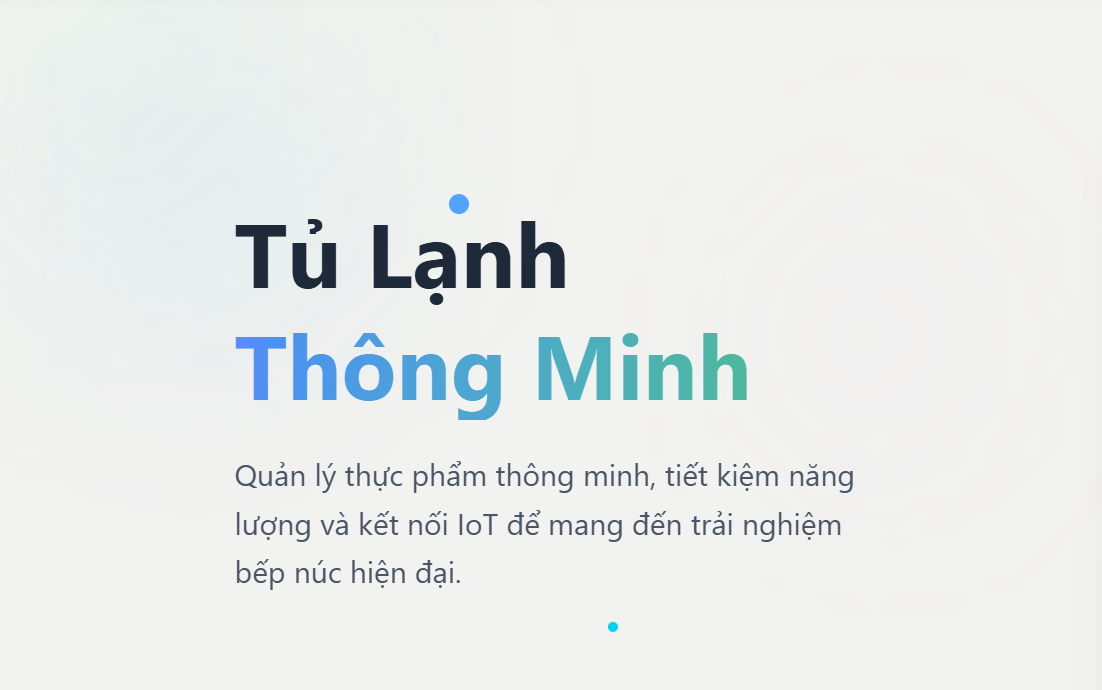 Tủ Lạnh
Thông Minh
Quản lý thực phẩm thông minh, tiết kiệm năng
lượng và kết nối IoT để mang đến trải nghiệm
bếp núc hiện đại.